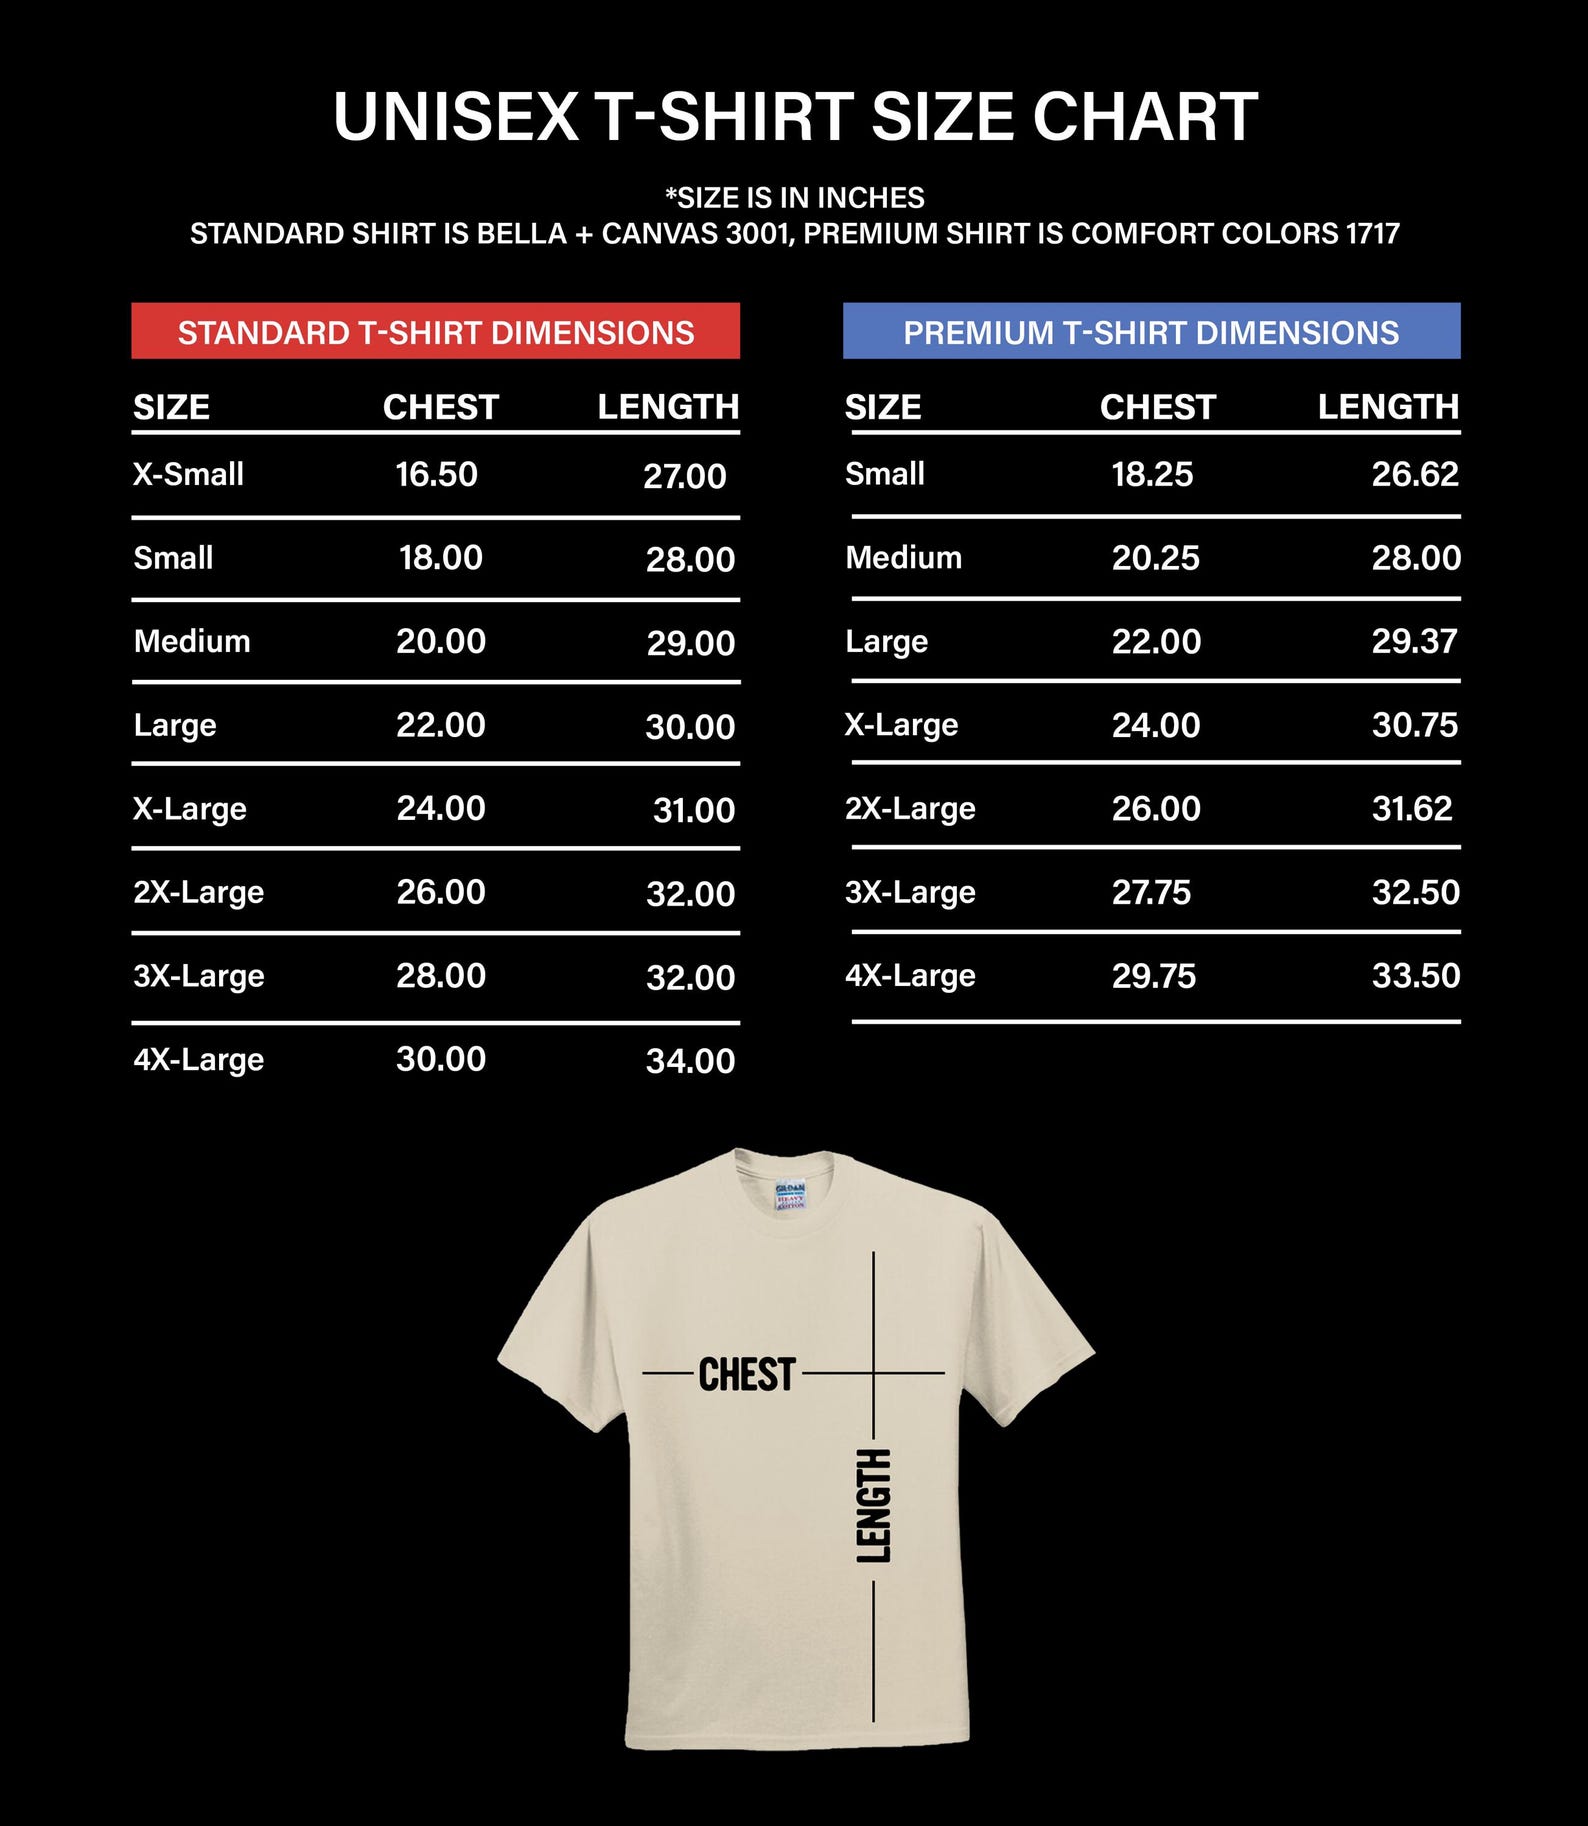 UNISEX T-SHIRT SIZE CHART
*SIZE IS IN INCHES
STANDARD SHIRT IS BELLA + CANVAS 3001, PREMIUM SHIRT IS COMFORT COLORS 1717
STANDARD T-SHIRT DIMENSIONS
SIZE CHEST LENGTH
X-Small 16.50 27.00
Small 18.00 28.00
Medium 20.00 29.00
Large 22.00 30.00
X-Large 24.00 31.00
2X-Large 26.00 32.00
3X-Large 28.00 32.00
4X-Large 30.00 34.00
PREMIUM T-SHIRT DIMENSIONS
SIZE CHEST LENGTH
Small 18.25 26.62
Medium 20.25 28.00
Large 22.00 29.37
X-Large 24.00 30.75
2X-Large 26.00 31.62
3X-Large 27.75 32.50
4X-Large 29.75 33.50
GILDAN
HEAVY
COTTON
CHEST
LENGTH